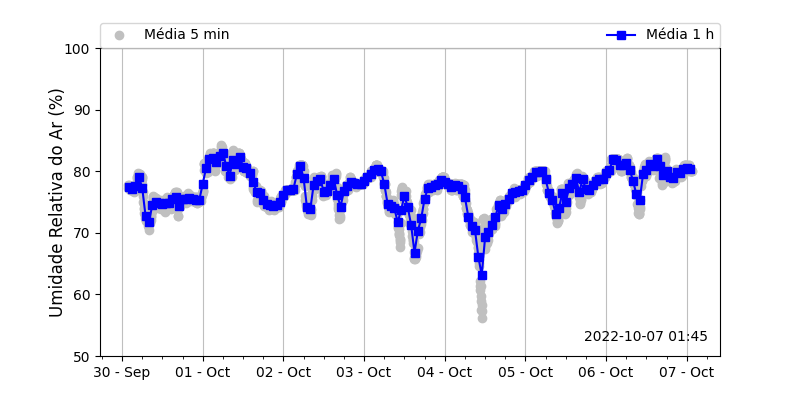 Média 5 min
Média 1 h
Umidade Relativa do Ar (%)
100
90
80
70
60
50
2022-10-07 01:45
30 - Sep
01 - Oct
02 - Oct
03 - Oct
04 - Oct
05 - Oct
06 - Oct
07 - Oct